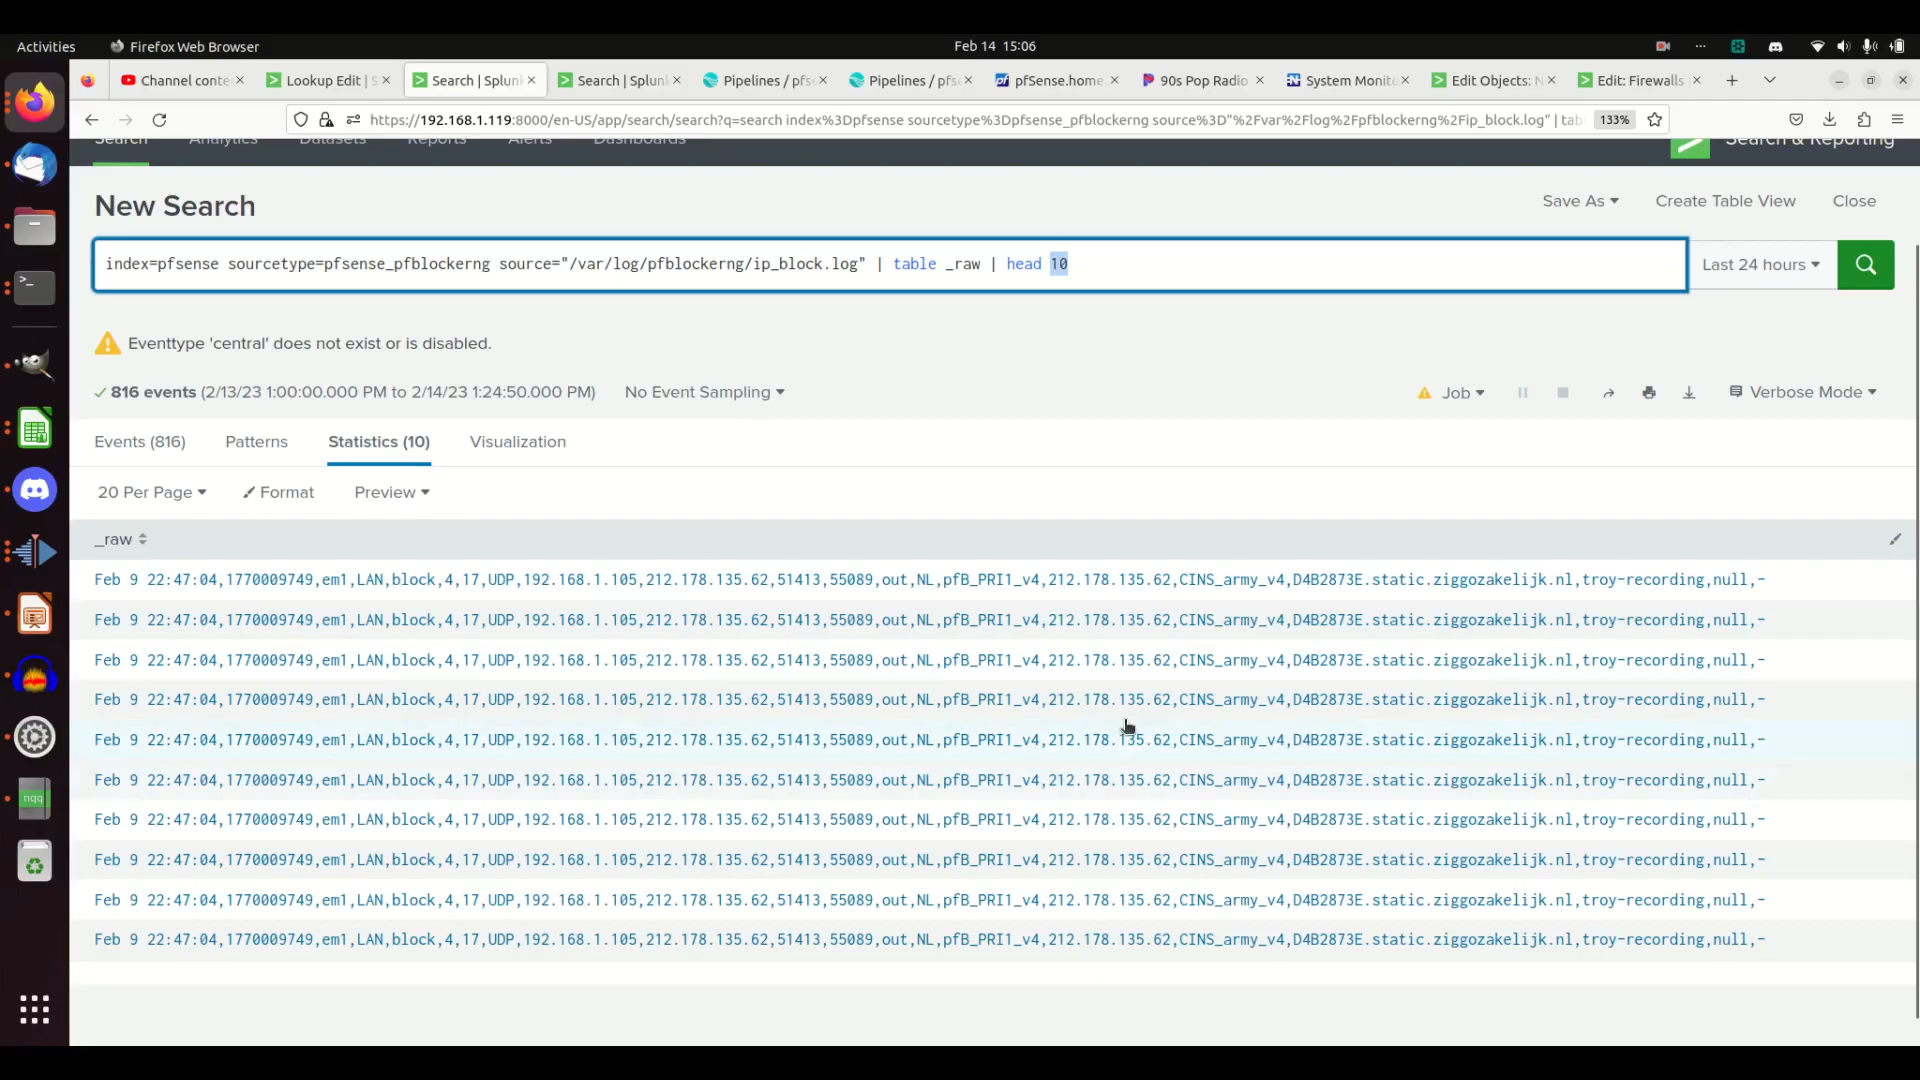 Activities Firefox Web Browser Feb 14 15:06
Channel conte Lookup Edit | S Search | Splun Search | Splun Pipelines / pfs Pipelines / pfs pfSense.home. 90s Pop Radio System Monito Edit Objects: N Edit: Firewalls
https://192.168.1.119:8000/en-US/app/search/search?q=search index%3Dpfsense sourcetype%3Dpfsense_pfblockerng source%3D"%2Fvar%2Flog%2Fpfblockerng%2Fip_block.log" | tab 133%
Search Analytics Datasets Reports Alerts Dashboards Search & Reporting
New Search Save As Create Table View Close
index=pfsense sourcetype=pfsense_pfblockerng source="/var/log/pfblockerng/ip_block.log" | table _raw | head 10 Last 24 hours
Eventtype 'central' does not exist or is disabled.
816 events (2/13/23 1:00:00.000 PM to 2/14/23 1:24:50.000 PM) No Event Sampling Job Verbose Mode
Events (816) Patterns Statistics (10) Visualization
20 Per Page Format Preview
_raw
Feb 9 22:47:04,1770009749,em1,LAN,block,4,17,UDP,192.168.1.105,212.178.135.62,51413,55089,out,NL,pfB_PRI1_v4,212.178.135.62,CINS_army_v4,D4B2873E.static.ziggozakelijk.nl,troy-recording,null,-
Feb 9 22:47:04,1770009749,em1,LAN,block,4,17,UDP,192.168.1.105,212.178.135.62,51413,55089,out,NL,pfB_PRI1_v4,212.178.135.62,CINS_army_v4,D4B2873E.static.ziggozakelijk.nl,troy-recording,null,-
Feb 9 22:47:04,1770009749,em1,LAN,block,4,17,UDP,192.168.1.105,212.178.135.62,51413,55089,out,NL,pfB_PRI1_v4,212.178.135.62,CINS_army_v4,D4B2873E.static.ziggozakelijk.nl,troy-recording,null,-
Feb 9 22:47:04,1770009749,em1,LAN,block,4,17,UDP,192.168.1.105,212.178.135.62,51413,55089,out,NL,pfB_PRI1_v4,212.178.135.62,CINS_army_v4,D4B2873E.static.ziggozakelijk.nl,troy-recording,null,-
Feb 9 22:47:04,1770009749,em1,LAN,block,4,17,UDP,192.168.1.105,212.178.135.62,51413,55089,out,NL,pfB_PRI1_v4,212.178.135.62,CINS_army_v4,D4B2873E.static.ziggozakelijk.nl,troy-recording,null,-
Feb 9 22:47:04,1770009749,em1,LAN,block,4,17,UDP,192.168.1.105,212.178.135.62,51413,55089,out,NL,pfB_PRI1_v4,212.178.135.62,CINS_army_v4,D4B2873E.static.ziggozakelijk.nl,troy-recording,null,-
Feb 9 22:47:04,1770009749,em1,LAN,block,4,17,UDP,192.168.1.105,212.178.135.62,51413,55089,out,NL,pfB_PRI1_v4,212.178.135.62,CINS_army_v4,D4B2873E.static.ziggozakelijk.nl,troy-recording,null,-
Feb 9 22:47:04,1770009749,em1,LAN,block,4,17,UDP,192.168.1.105,212.178.135.62,51413,55089,out,NL,pfB_PRI1_v4,212.178.135.62,CINS_army_v4,D4B2873E.static.ziggozakelijk.nl,troy-recording,null,-
Feb 9 22:47:04,1770009749,em1,LAN,block,4,17,UDP,192.168.1.105,212.178.135.62,51413,55089,out,NL,pfB_PRI1_v4,212.178.135.62,CINS_army_v4,D4B2873E.static.ziggozakelijk.nl,troy-recording,null,-
Feb 9 22:47:04,1770009749,em1,LAN,block,4,17,UDP,192.168.1.105,212.178.135.62,51413,55089,out,NL,pfB_PRI1_v4,212.178.135.62,CINS_army_v4,D4B2873E.static.ziggozakelijk.nl,troy-recording,null,-
nqq